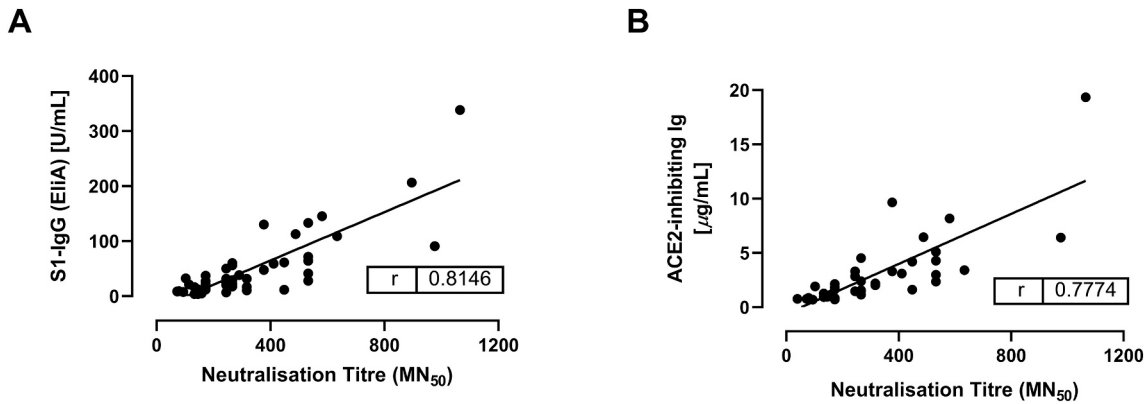 A
S1-IgG (EliA) [U/mL]
400
300
200
100
0
r 0.8146
0 400 800 1200
Neutralisation Titre (MN50)
B
ACE2-inhibiting Ig
[µg/mL]
20
15
10
5
0
r 0.7774
0 400 800 1200
Neutralisation Titre (MN50)